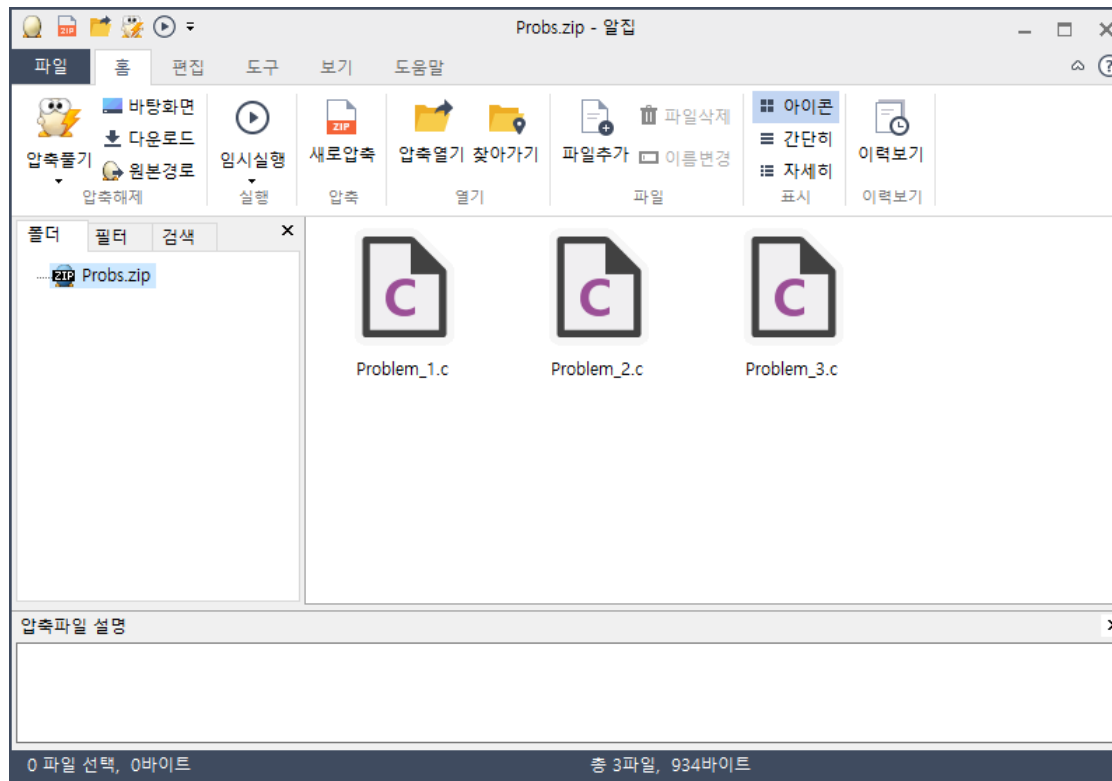 Probs.zip - 알집
파일 홈 편집 도구 보기 도움말
압축풀기
바탕화면
다운로드
원본경로
압축해제
임시실행
실행
ZIP
새로압축
압축
압축열기 찾아가기
열기
파일추가
파일삭제
이름변경
파일
아이콘
간단히
자세히
표시
이력보기
이력보기
폴더 필터 검색
ZIP Probs.zip
C C C
Problem_1.c Problem_2.c Problem_3.c
압축파일 설명
0 파일 선택, 0바이트 총 3파일, 934바이트